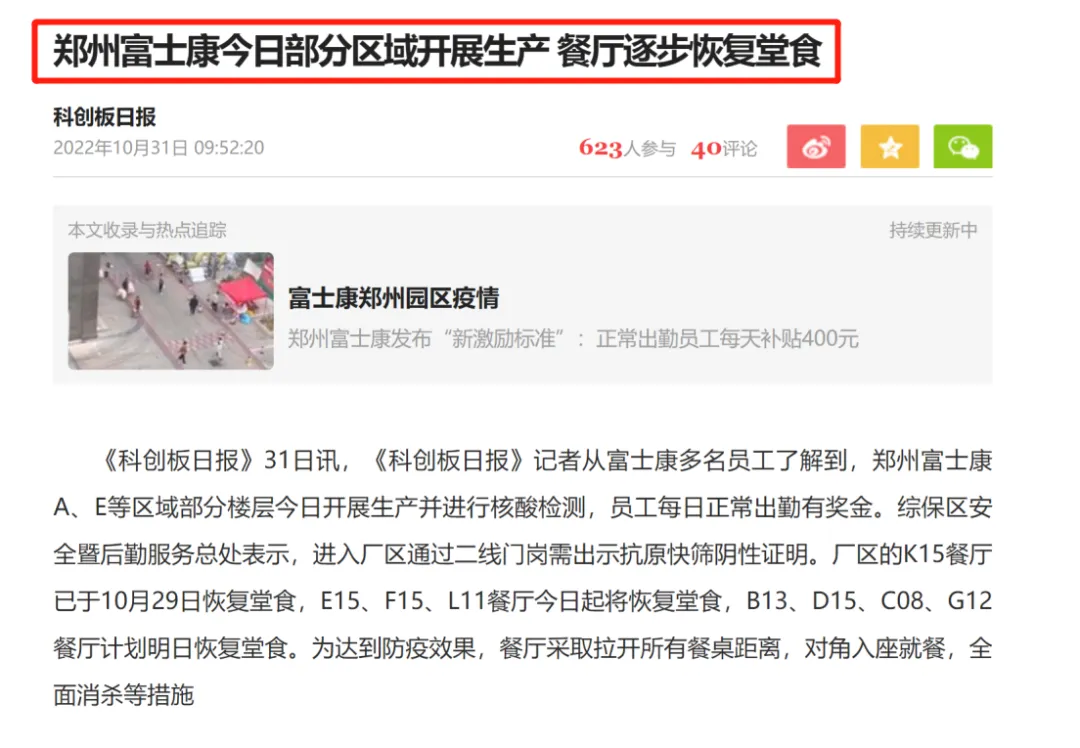 郑州富士康今日部分区域开展生产 餐厅逐步恢复堂食
科创板日报
2022年10月31日 09:52:20
623人参与 40评论
本文收录与热点追踪
持续更新中
富士康郑州园区疫情
郑州富士康发布“新激励标准”：正常出勤员工每天补贴400元
《科创板日报》31日讯，《科创板日报》记者从富士康多名员工了解到，郑州富士康
A、E等区域部分楼层今日开展生产并进行核酸检测，员工每日正常出勤有奖金。综保区安
全暨后勤服务总处表示，进入厂区通过二线门岗需出示抗原快筛阴性证明。厂区的K15餐厅
已于10月29日恢复堂食，E15、F15、L11餐厅今日起将恢复堂食，B13、D15、C08、G12
餐厅计划明日恢复堂食。为达到防疫效果，餐厅采取拉开所有餐桌距离，对角入座就餐，全
面消杀等措施